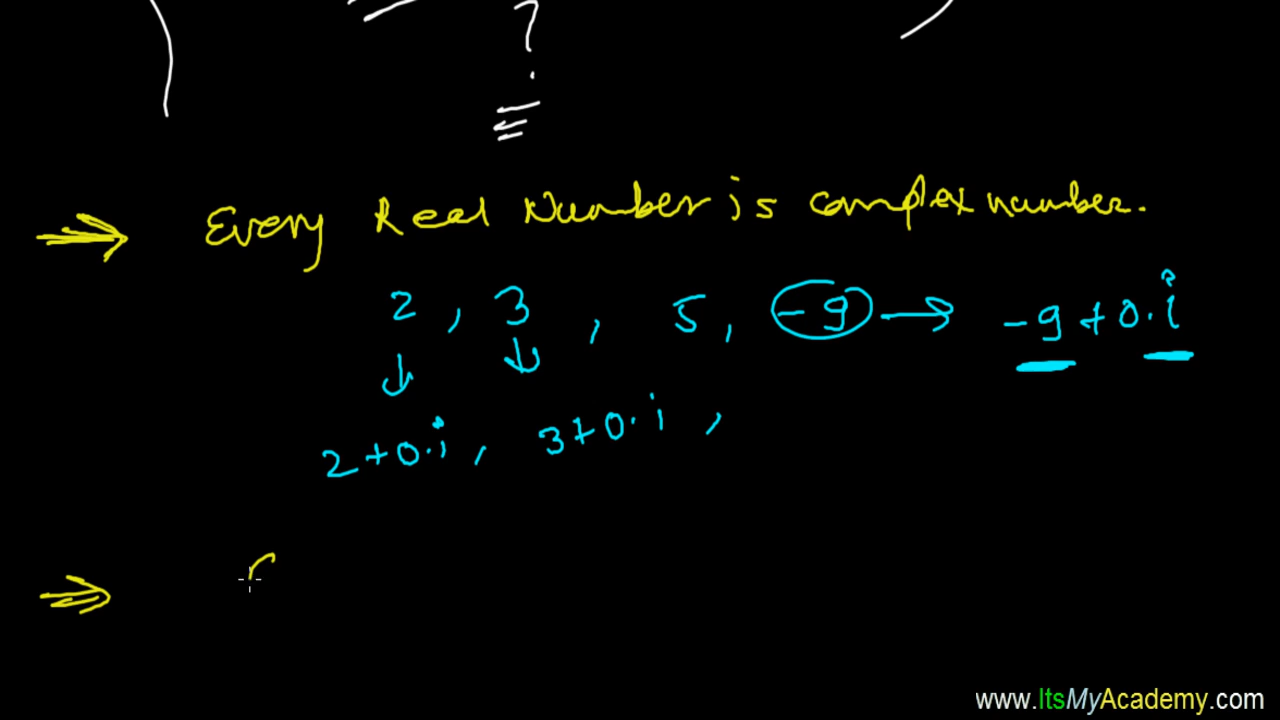 ?
⇒ Every Real Number is complex number.
2 , 3 , 5 , -9 → -9 + 0.i
↓ ↓
2+0.i , 3+0.i ,
⇒
www.ItsMyAcademy.com